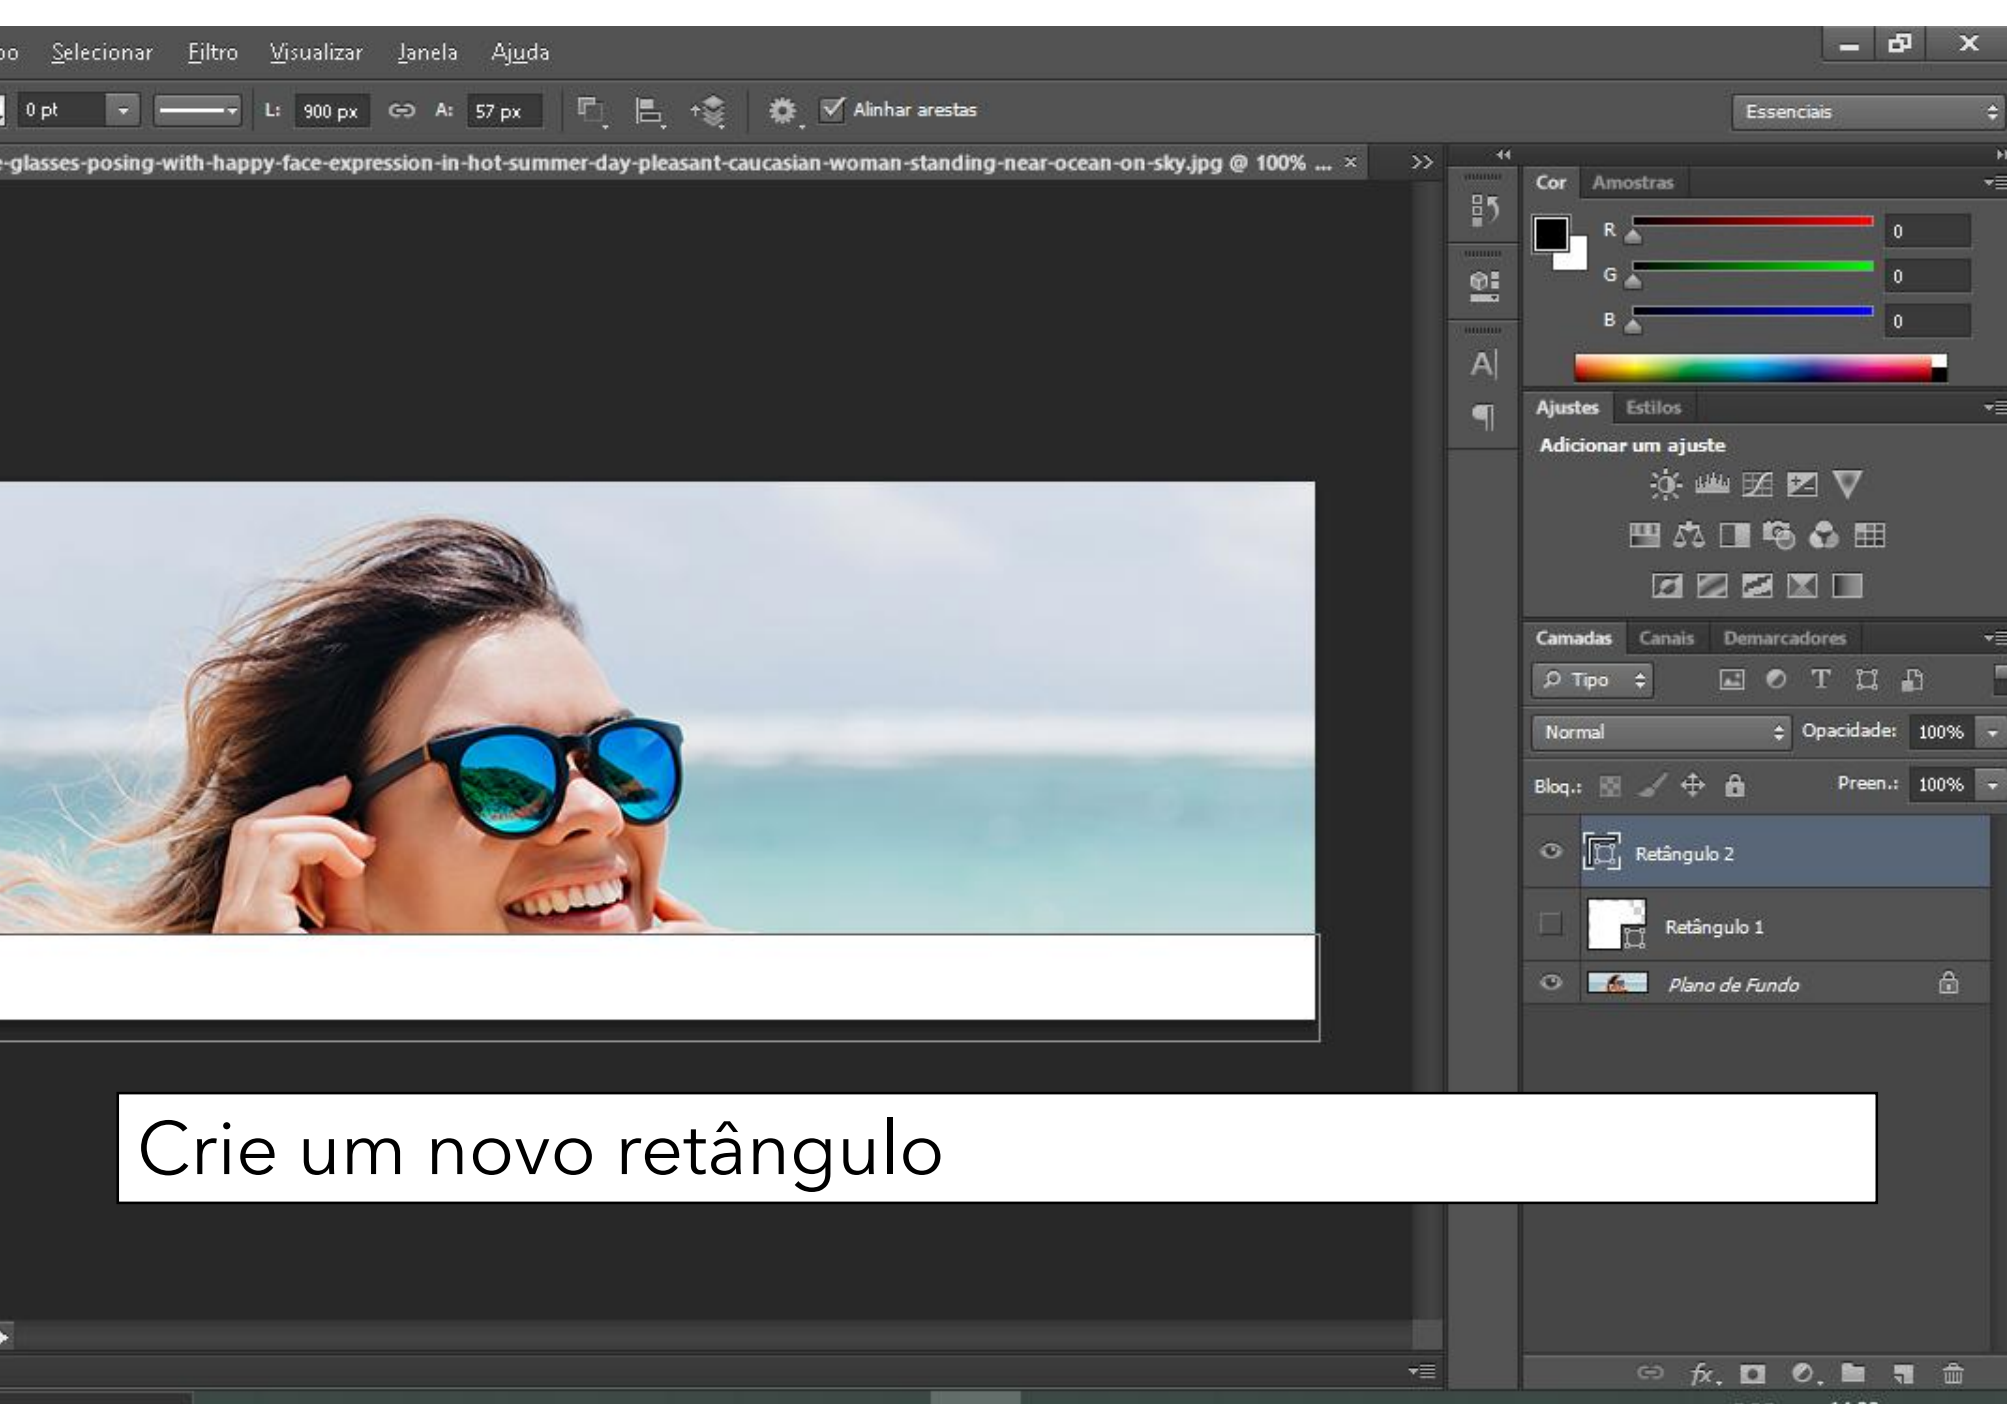 Selecionar Filtro Visualizar Janela Ajuda
0 pt L: 900 px A: 57 px Alinhar arestas Essenciais
-glasses-posing-with-happy-face-expression-in-hot-summer-day-pleasant-caucasian-woman-standing-near-ocean-on-sky.jpg @ 100% ... ×
Cor Amostras
R 0
G 0
B 0
Ajustes Estilos
Adicionar um ajuste
Camadas Canais Demarcadores
Tipo
Normal Opacidade: 100%
Bloq.: Preen.: 100%
Retângulo 2
Retângulo 1
Plano de Fundo
Crie um novo retângulo